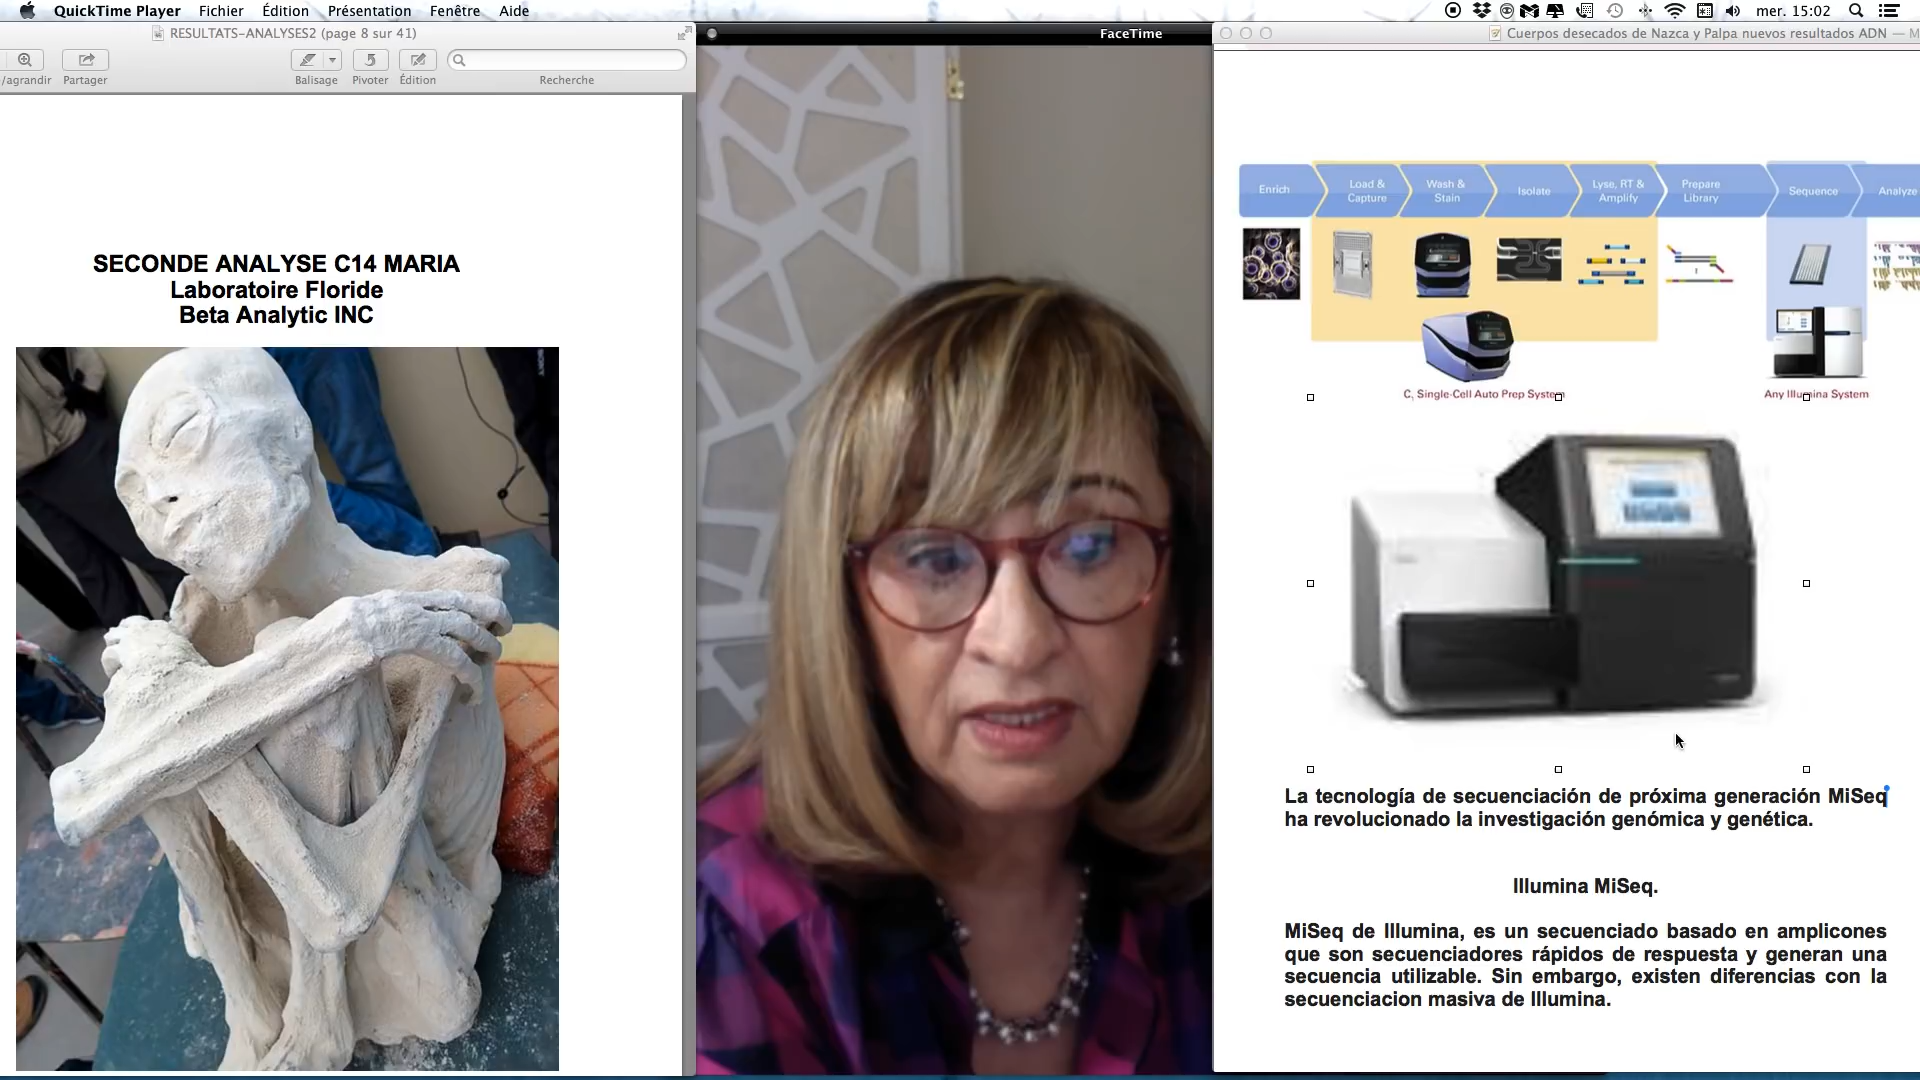 QuickTime Player Fichier Édition Présentation Fenêtre Aide
mer. 15:02
RESULTATS-ANALYSES2 (page 8 sur 41)
/agrandir Partager Balisage Pivoter Édition Recherche
SECONDE ANALYSE C14 MARIA
Laboratoire Floride
Beta Analytic INC
FaceTime
Cuerpos desecados de Nazca y Palpa nuevos resultados ADN — M
Enrich
Load &
Capture
Wash &
Stain
Isolate
Lyse, RT &
Amplify
Prepare
Library
Sequence
Analyze
C, Single-Cell Auto Prep System
Any Illumina System
La tecnología de secuenciación de próxima generación MiSeq
ha revolucionado la investigación genómica y genética.
Illumina MiSeq.
MiSeq de Illumina, es un secuenciado basado en amplicones
que son secuenciadores rápidos de respuesta y generan una
secuencia utilizable. Sin embargo, existen diferencias con la
secuenciacion masiva de Illumina.